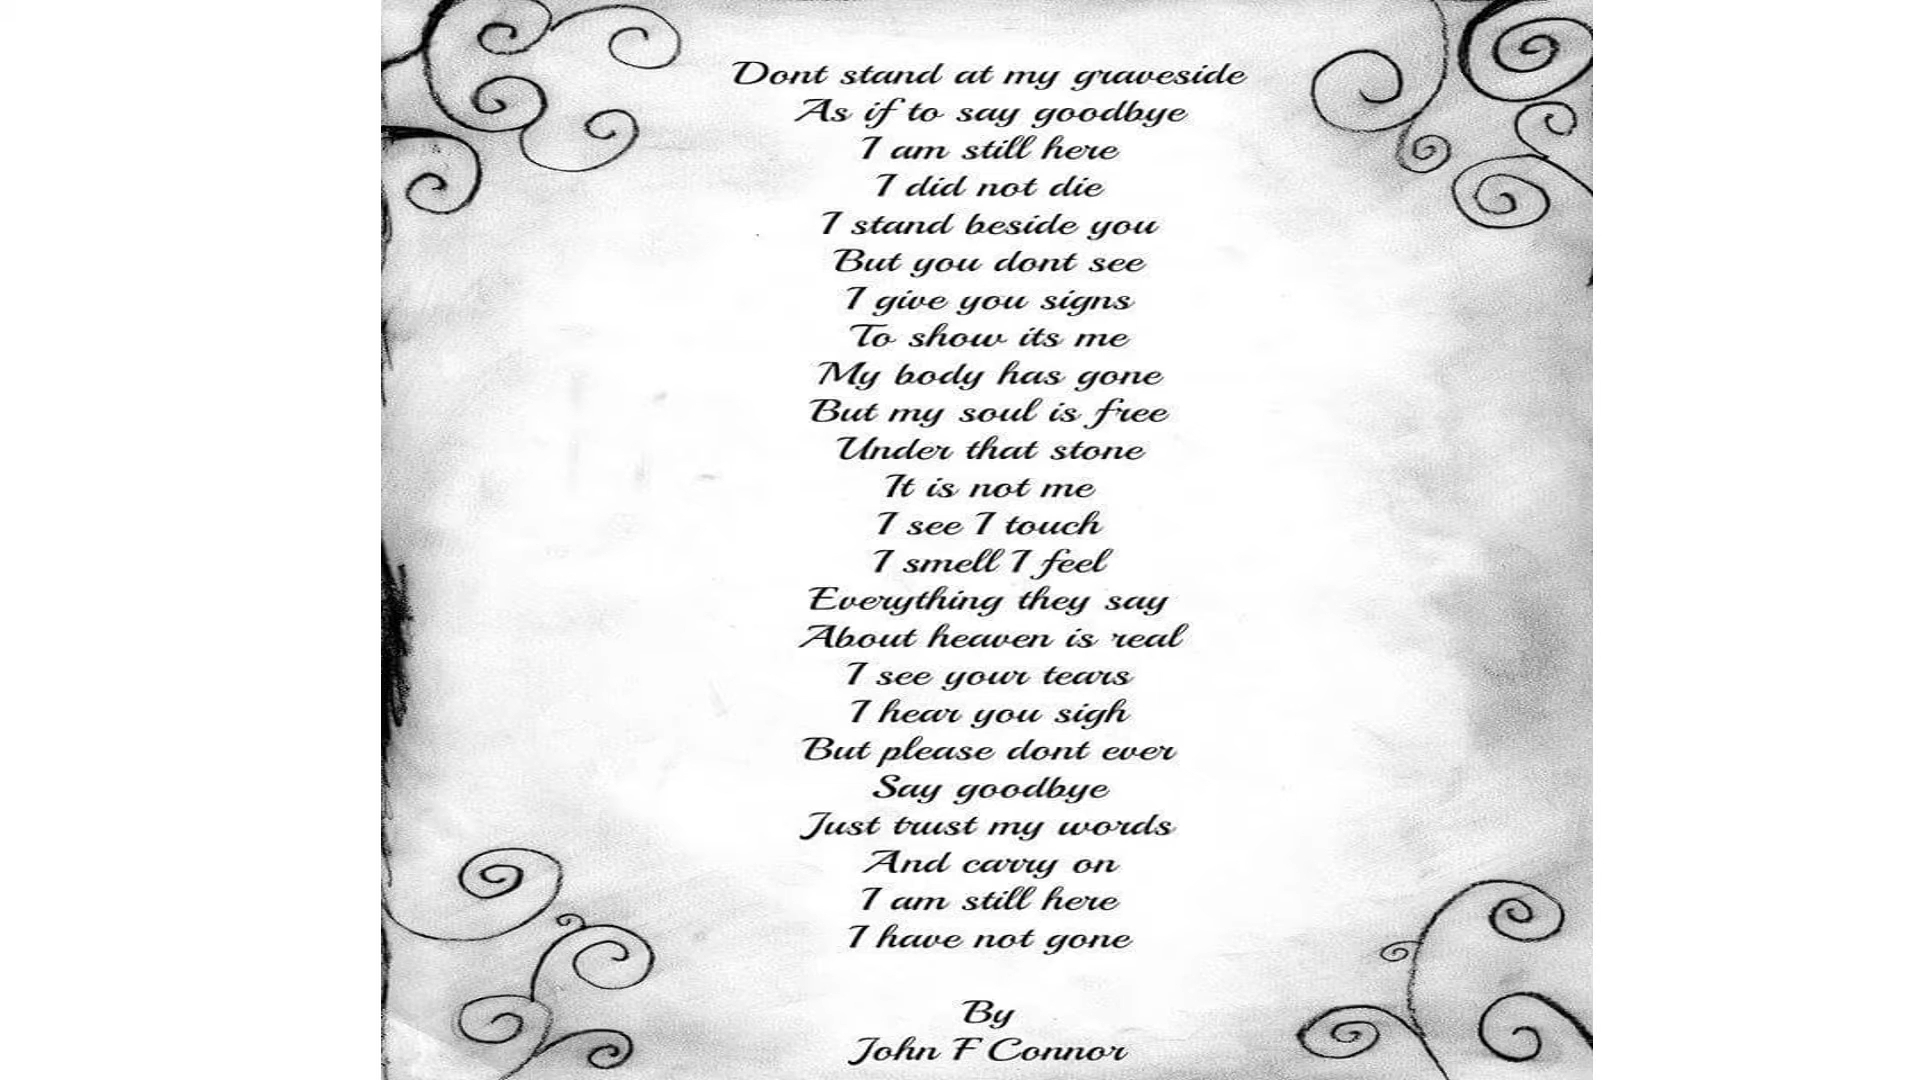 Dont stand at my graveside
As if to say goodbye
I am still here
I did not die
I stand beside you
But you dont see
I give you signs
To show its me
My body has gone
But my soul is free
Under that stone
It is not me
I see I touch
I smell I feel
Everything they say
About heaven is real
I see your tears
I hear you sigh
But please dont ever
Say goodbye
Just trust my words
And carry on
I am still here
I have not gone
By
John F Connor